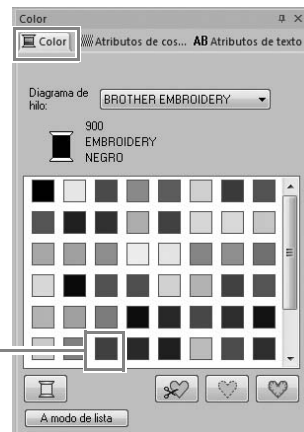 Color
Color Atributos de cos... AB Atributos de texto
Diagrama de
hilo:
BROTHER EMBROIDERY
900
EMBROIDERY
NEGRO
A modo de lista